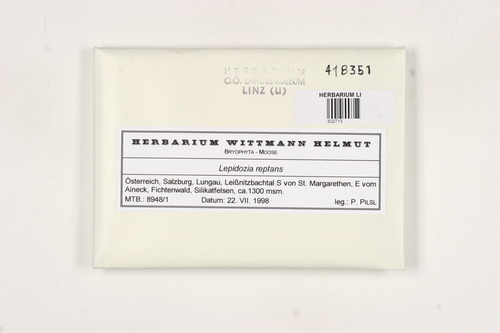 HERBARIUM
O.Ö. LANDESMUSEUM
LINZ (LI)
418351
HERBARIUM LI
632713
HERBARIUM WITTMANN HELMUT
BRYOPHYTA - MOOSE
Lepidozia reptans
Österreich, Salzburg, Lungau, Leißnitzbachtal S von St. Margarethen, E vom
Aineck, Fichtenwald, Silikatfelsen, ca.1300 msm.
MTB.: 8948/1 Datum: 22. VII. 1998 leg.: P. PILSL